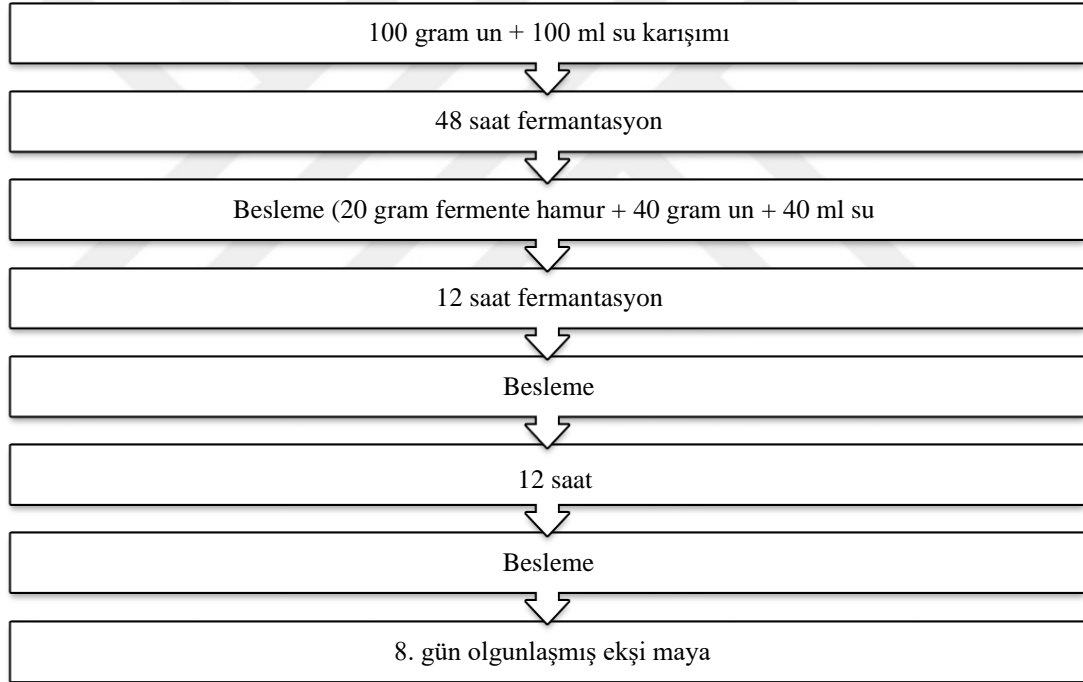 100 gram un + 100 ml su karışımı
48 saat fermantasyon
Besleme (20 gram fermente hamur + 40 gram un + 40 ml su
12 saat fermantasyon
Besleme
12 saat
Besleme
8. gün olgunlaşmış ekşi maya